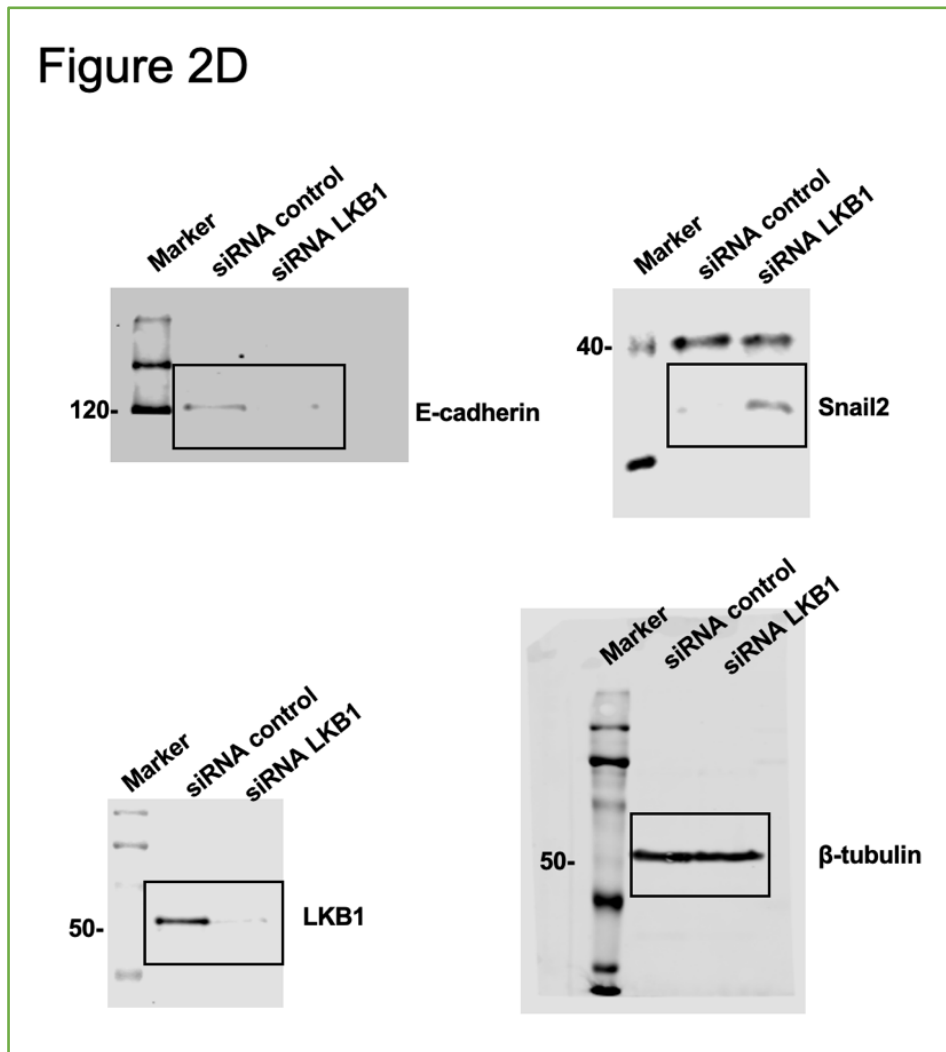 Figure 2D
Marker
siRNA control
siRNA LKB1
120-
E-cadherin
Marker
siRNA control
siRNA LKB1
40-
Snail2
Marker
siRNA control
siRNA LKB1
50-
LKB1
Marker
siRNA control
siRNA LKB1
50-
β-tubulin